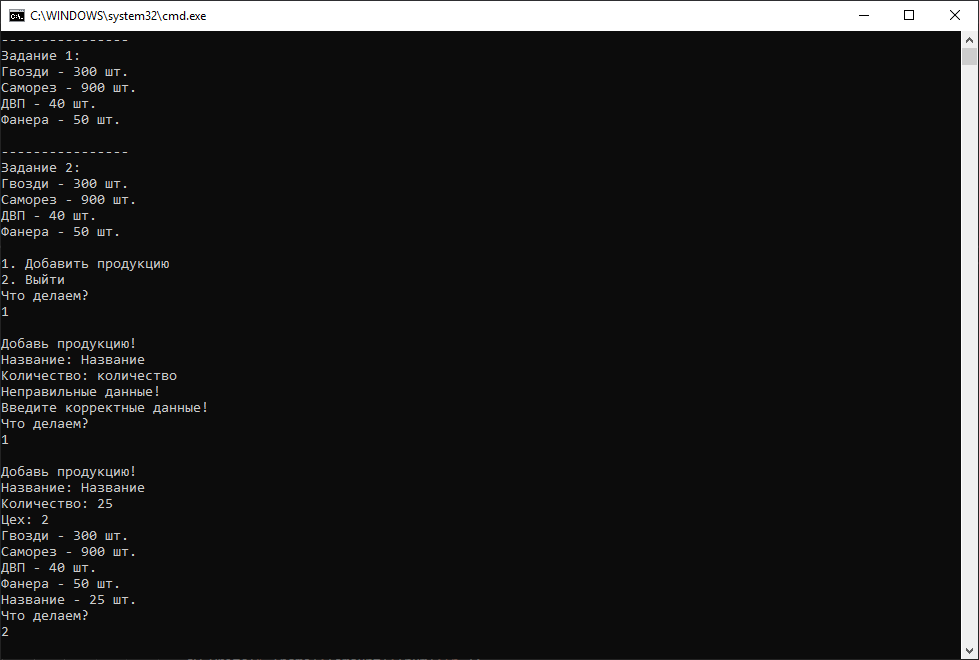 C:\WINDOWS\system32\cmd.exe
----------------
Задание 1:
Гвозди - 300 шт.
Саморез - 900 шт.
ДВП - 40 шт.
Фанера - 50 шт.
----------------
Задание 2:
Гвозди - 300 шт.
Саморез - 900 шт.
ДВП - 40 шт.
Фанера - 50 шт.
1. Добавить продукцию
2. Выйти
Что делаем?
1
Добавь продукцию!
Название: Название
Количество: количество
Неправильные данные!
Введите корректные данные!
Что делаем?
1
Добавь продукцию!
Название: Название
Количество: 25
Цех: 2
Гвозди - 300 шт.
Саморез - 900 шт.
ДВП - 40 шт.
Фанера - 50 шт.
Название - 25 шт.
Что делаем?
2